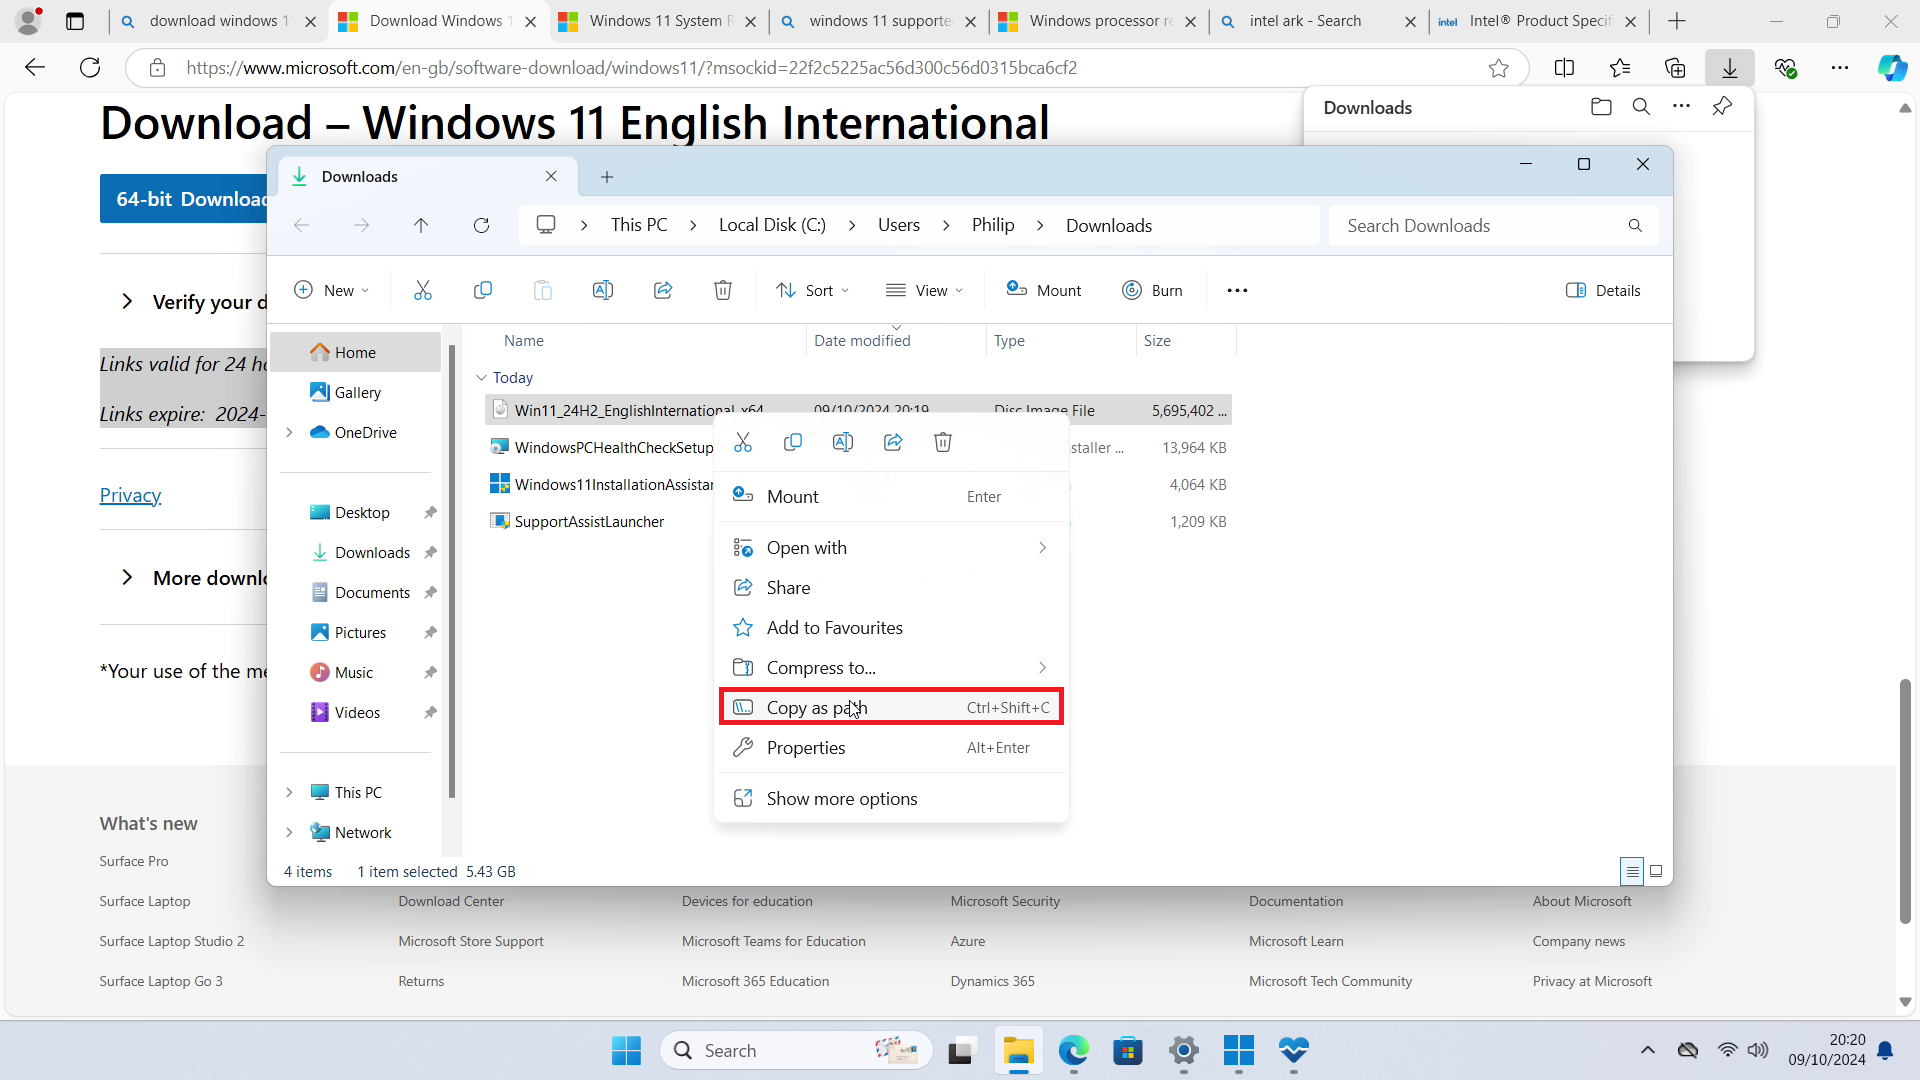 download windows 1
Download Windows 1
Windows 11 System R
windows 11 supporte
Windows processor re
intel ark - Search
intel
Intel® Product Specif
https://www.microsoft.com/en-gb/software-download/windows11/?msockid=22f2c5225ac56d300c56d0315bca6cf2
Download – Windows 11 English International
Downloads
64-bit Download
Downloads
This PC > Local Disk (C:) > Users > Philip > Downloads
Search Downloads
New
Sort
View
Mount
Burn
Details
Verify your d
Links valid for 24 ho
Links expire: 2024-
Privacy
More downlo
*Your use of the me
Home
Gallery
OneDrive
Desktop
Downloads
Documents
Pictures
Music
Videos
This PC
Network
Name Date modified Type Size
Today
Win11_24H2_EnglishInternational_x64 09/10/2024 20:19 Disc Image File 5,695,402 ...
WindowsPCHealthCheckSetup staller ... 13,964 KB
Windows11InstallationAssistan 4,064 KB
SupportAssistLauncher 1,209 KB
Mount Enter
Open with
Share
Add to Favourites
Compress to...
Copy as path Ctrl+Shift+C
Properties Alt+Enter
Show more options
4 items 1 item selected 5.43 GB
What's new
Surface Pro
Surface Laptop Download Center Devices for education Microsoft Security Documentation About Microsoft
Surface Laptop Studio 2 Microsoft Store Support Microsoft Teams for Education Azure Microsoft Learn Company news
Surface Laptop Go 3 Returns Microsoft 365 Education Dynamics 365 Microsoft Tech Community Privacy at Microsoft
Search
20:20
09/10/2024